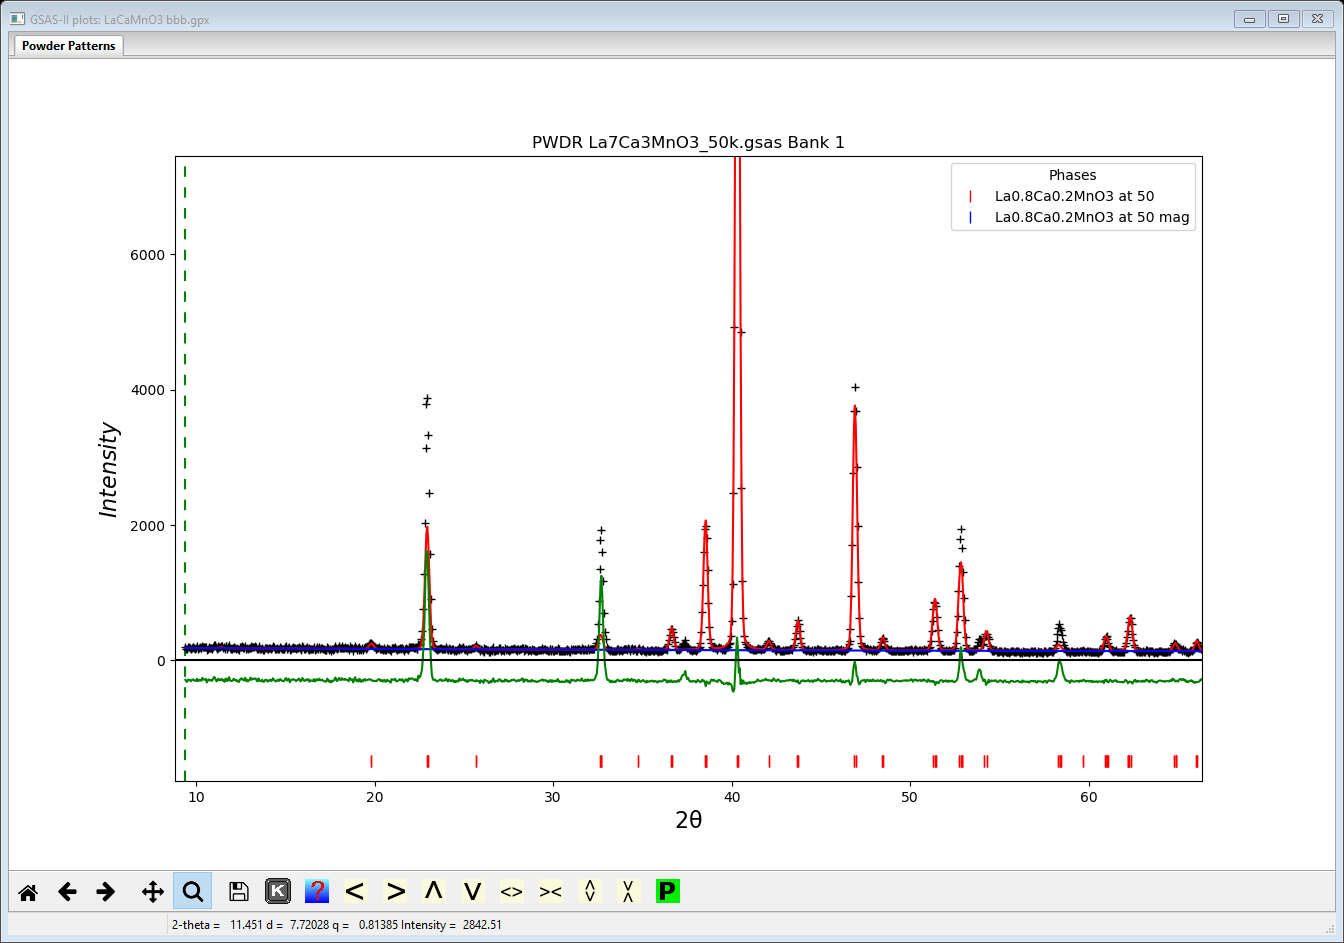 GSAS-II plots: LaCaMnO3 bbb.gpx
Powder Patterns
PWDR La7Ca3MnO3_50k.gsas Bank 1
Phases
La0.8Ca0.2MnO3 at 50
La0.8Ca0.2MnO3 at 50 mag
6000
4000
2000
0
Intensity
10 20 30 40 50 60
2θ
K ? < > Λ V <> >< P
2-theta = 11.451 d = 7.72028 q = 0.81385 Intensity = 2842.51